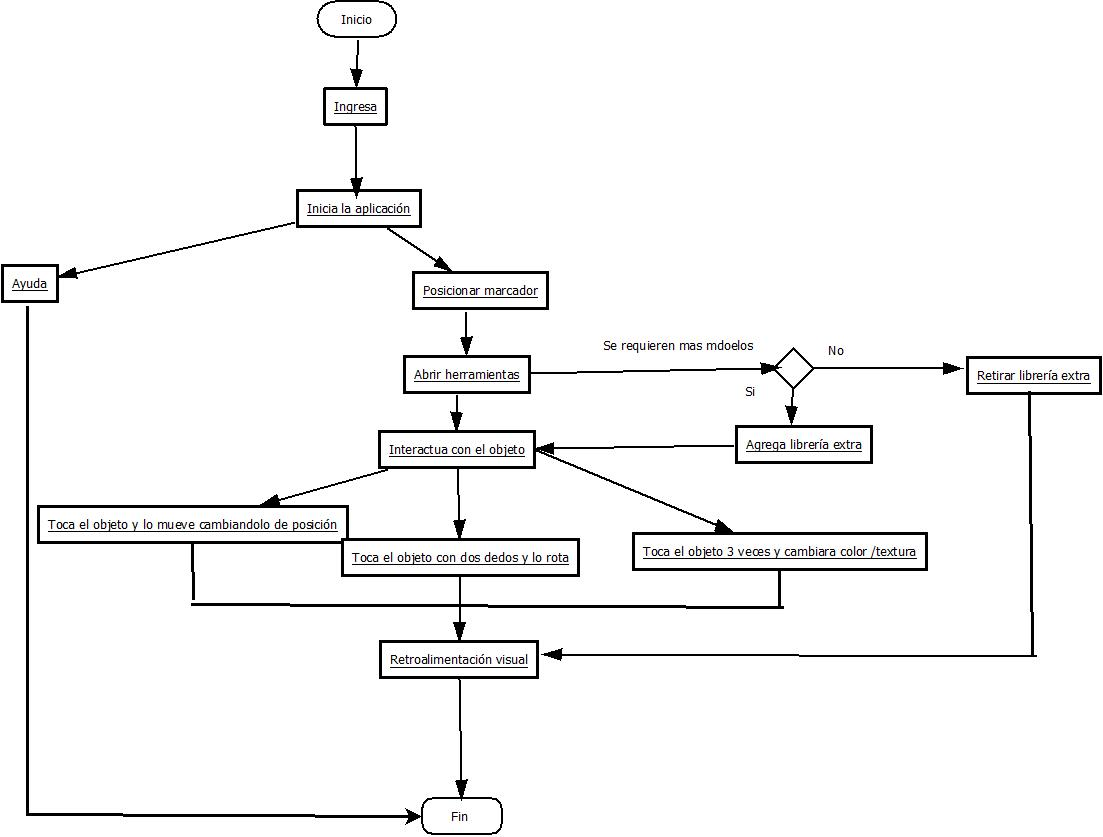 Inicio
Ingresa
Inicia la aplicación
Ayuda
Posicionar marcador
Se requieren mas mdoelos
No
Abrir herramientas
Retirar librería extra
Si
Interactua con el objeto
Agrega librería extra
Toca el objeto y lo mueve cambiandolo de posición
Toca el objeto con dos dedos y lo rota
Toca el objeto 3 veces y cambiara color /textura
Retroalimentación visual
Fin